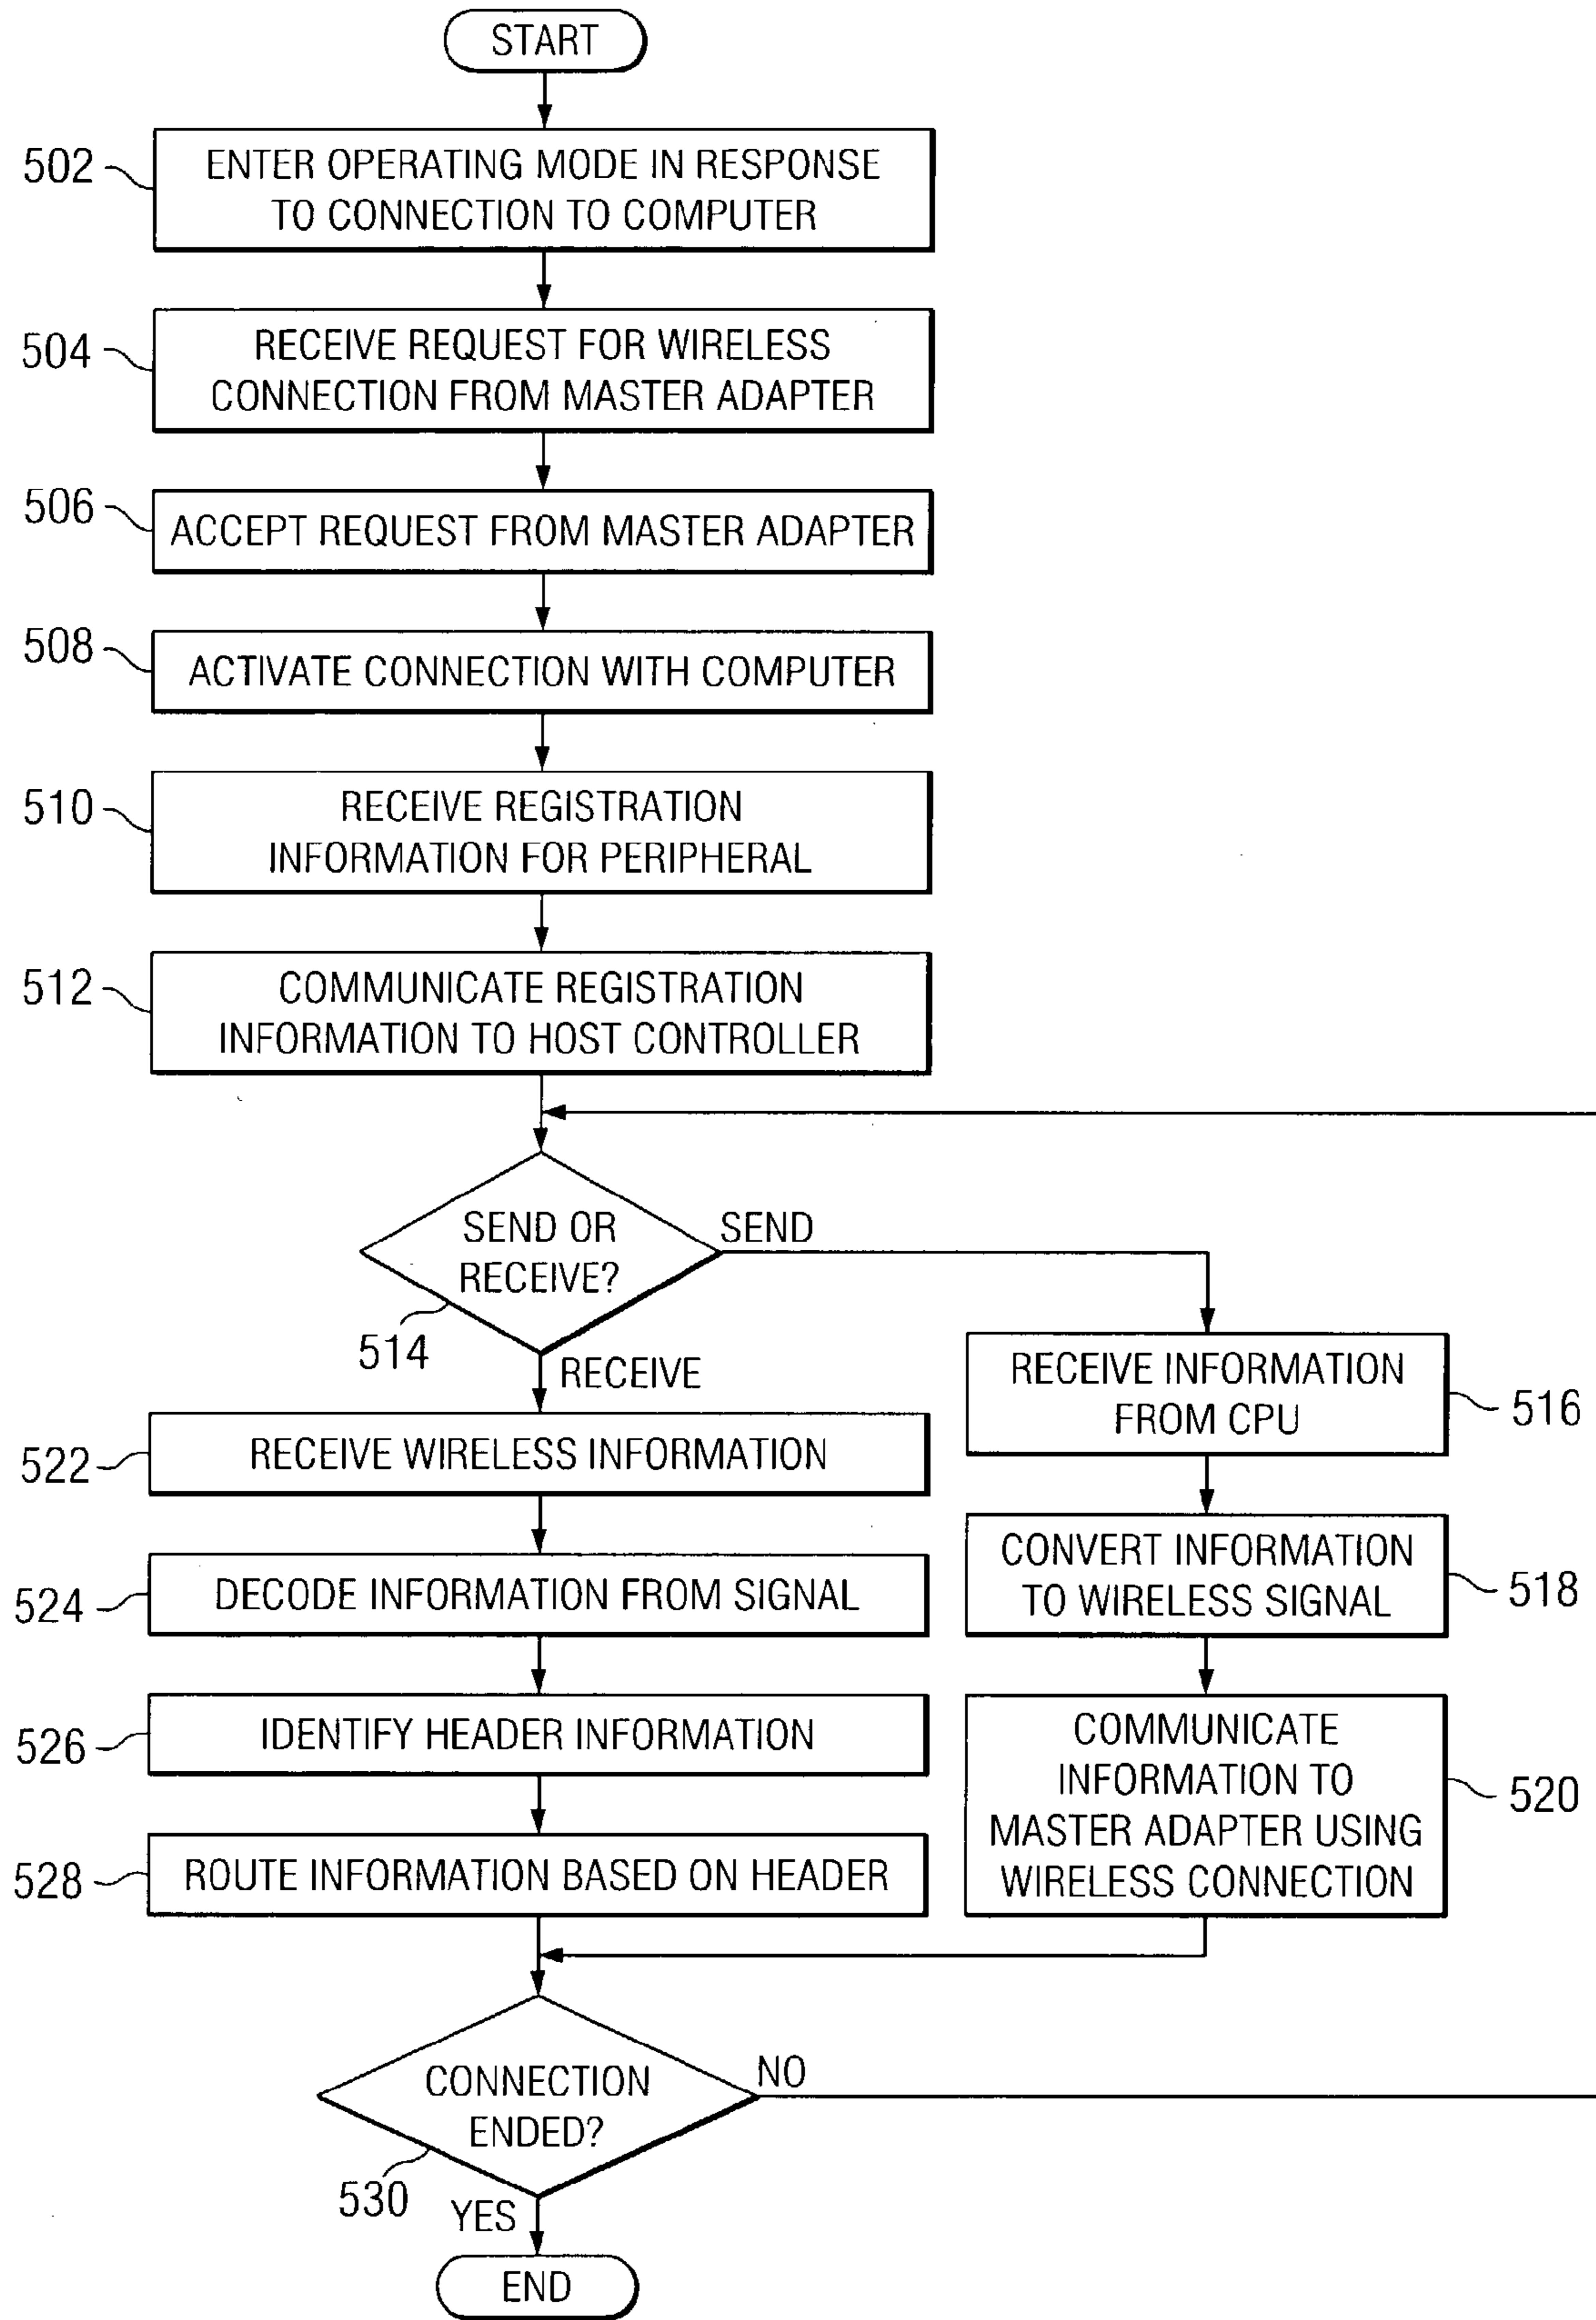 START
502
ENTER OPERATING MODE IN RESPONSE
TO CONNECTION TO COMPUTER
504
RECEIVE REQUEST FOR WIRELESS
CONNECTION FROM MASTER ADAPTER
506
ACCEPT REQUEST FROM MASTER ADAPTER
508
ACTIVATE CONNECTION WITH COMPUTER
510
RECEIVE REGISTRATION
INFORMATION FOR PERIPHERAL
512
COMMUNICATE REGISTRATION
INFORMATION TO HOST CONTROLLER
SEND OR
RECEIVE?
SEND
514
RECEIVE
RECEIVE INFORMATION
FROM CPU
516
CONVERT INFORMATION
TO WIRELESS SIGNAL
518
COMMUNICATE
INFORMATION TO
MASTER ADAPTER USING
WIRELESS CONNECTION
520
522
RECEIVE WIRELESS INFORMATION
524
DECODE INFORMATION FROM SIGNAL
526
IDENTIFY HEADER INFORMATION
528
ROUTE INFORMATION BASED ON HEADER
CONNECTION
ENDED?
NO
530
YES
END